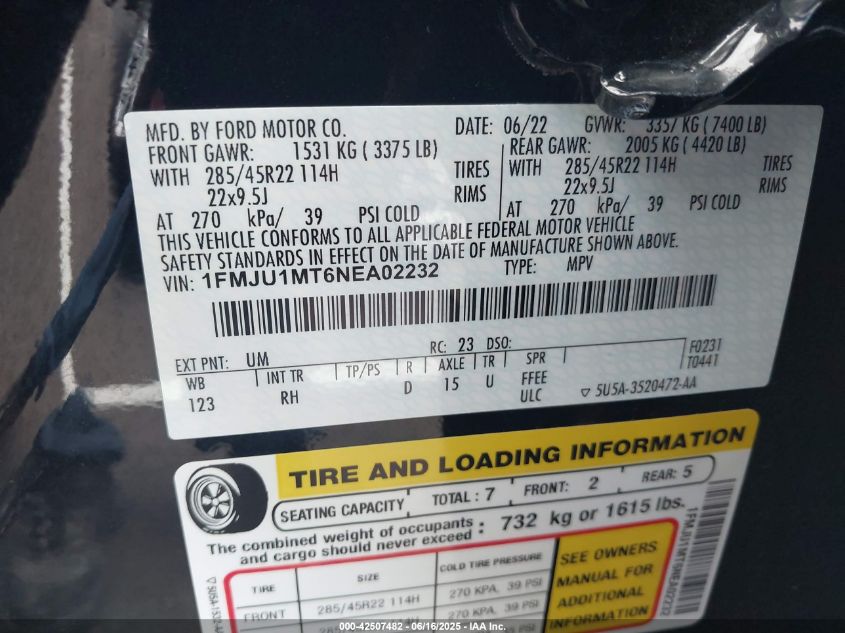 MFD. BY FORD MOTOR CO. DATE: 06/22 GVWR: 3357 KG ( 7400 LB)
FRONT GAWR: 1531 KG ( 3375 LB) REAR GAWR: 2005 KG ( 4420 LB)
WITH 285/45R22 114H TIRES WITH 285/45R22 114H TIRES
22x9.5J RIMS 22x9.5J RIMS
AT 270 kPa/ 39 PSI COLD AT 270 kPa/ 39 PSI COLD
THIS VEHICLE CONFORMS TO ALL APPLICABLE FEDERAL MOTOR VEHICLE
SAFETY STANDARDS IN EFFECT ON THE DATE OF MANUFACTURE SHOWN ABOVE.
VIN: 1FMJU1MT6NEA02232 TYPE: MPV
EXT PNT: UM RC: 23 DSO: F0231
WB INT TR TP/PS R AXLE TR SPR T0441
123 RH D 15 U FFEE
ULC ▽ 5U5A-3520472-AA
TIRE AND LOADING INFORMATION
SEATING CAPACITY TOTAL : 7 FRONT: 2 REAR: 5
The combined weight of occupants
and cargo should never exceed : 732 kg or 1615 lbs.
TIRE SIZE COLD TIRE PRESSURE
FRONT 285/45R22 114H 270 KPA, 39 PSI
SEE OWNERS
MANUAL FOR
ADDITIONAL
INFORMATION
1FMJU1MT6NEA02232
000-42507482 - 06/16/2025 - IAA, Inc.